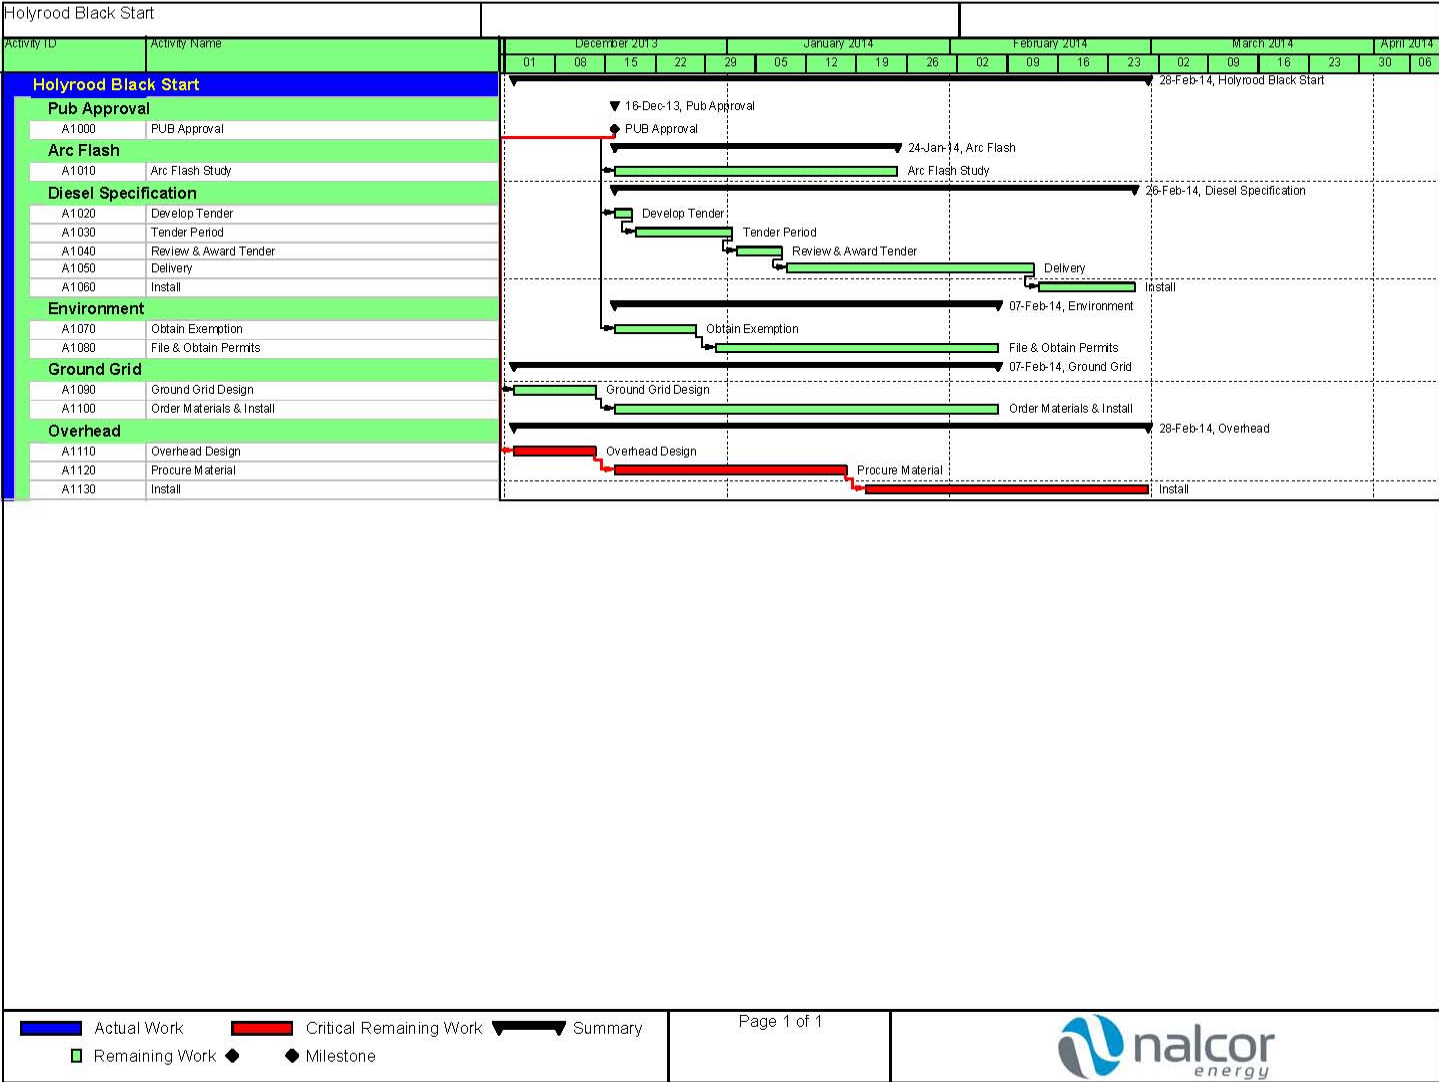 Holyrood Black Start
Activity ID Activity Name December 2013 January 2014 February 2014 March 2014 April 2014
01 08 15 22 29 05 12 19 26 02 09 16 23 02 09 16 23 30 06
Holyrood Black Start 28-Feb-14, Holyrood Black Start
Pub Approval 16-Dec-13, Pub Approval
A1000 PUB Approval PUB Approval
Arc Flash 24-Jan-14, Arc Flash
A1010 Arc Flash Study Arc Flash Study
Diesel Specification 26-Feb-14, Diesel Specification
A1020 Develop Tender Develop Tender
A1030 Tender Period Tender Period
A1040 Review & Award Tender Review & Award Tender
A1050 Delivery Delivery
A1060 Install Install
Environment 07-Feb-14, Environment
A1070 Obtain Exemption Obtain Exemption
A1080 File & Obtain Permits File & Obtain Permits
Ground Grid 07-Feb-14, Ground Grid
A1090 Ground Grid Design Ground Grid Design
A1100 Order Materials & Install Order Materials & Install
Overhead 28-Feb-14, Overhead
A1110 Overhead Design Overhead Design
A1120 Procure Material Procure Material
A1130 Install Install
Actual Work Critical Remaining Work Summary
Remaining Work Milestone
Page 1 of 1
nalcor
energy